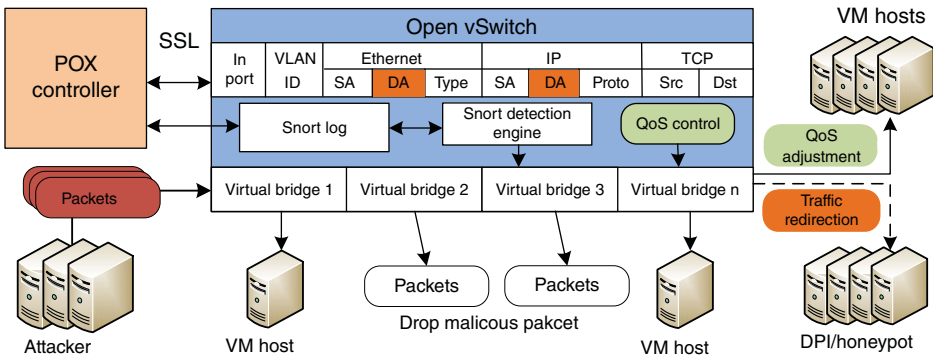 Open vSwitch
VM hosts
POX
controller
SSL
In
port
VLAN
ID
Ethernet
SA
DA
Type
IP
SA
DA
Proto
TCP
Src
Dst
Snort log
Snort detection
engine
QoS control
QoS
adjustment
Packets
Virtual bridge 1
Virtual bridge 2
Virtual bridge 3
Virtual bridge n
Traffic
redirection
Packets
Packets
Drop malicous pakcet
Attacker
VM host
VM host
DPI/honeypot